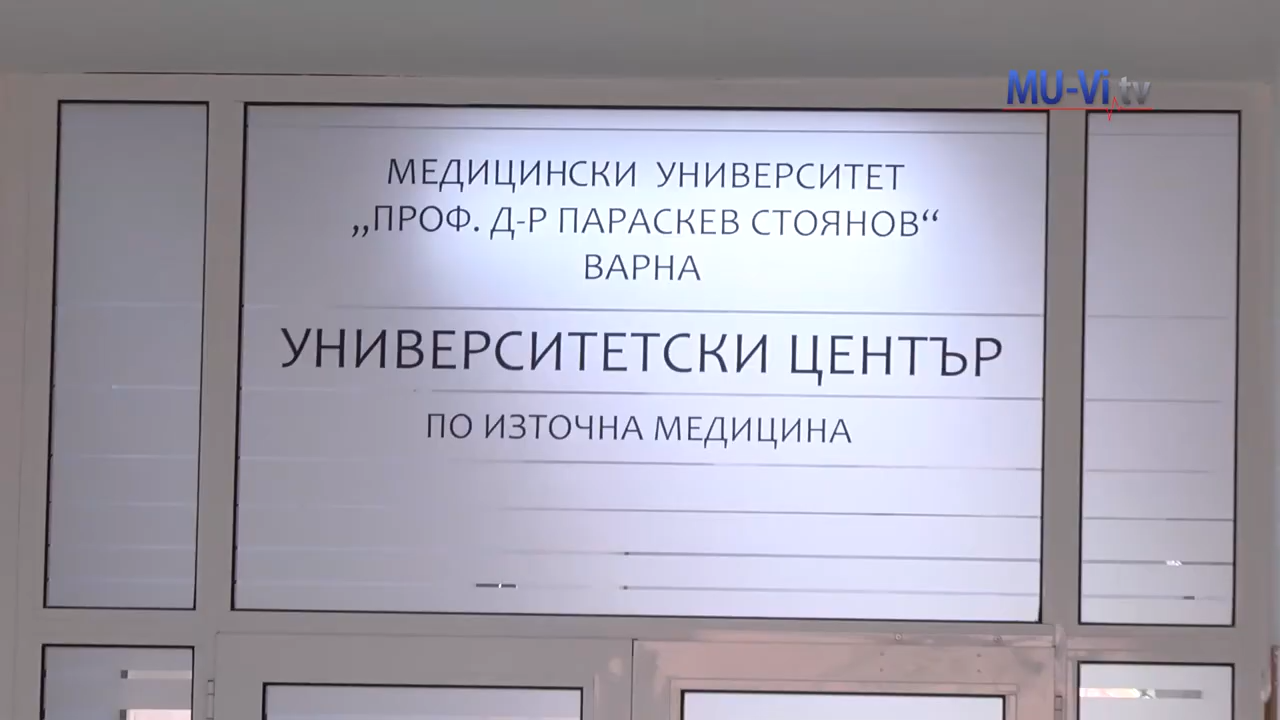 MU-Vi.tv
МЕДИЦИНСКИ УНИВЕРСИТЕТ
„ПРОФ. Д-Р ПАРАСКЕВ СТОЯНОВ“
ВАРНА
УНИВЕРСИТЕТСКИ ЦЕНТЪР
ПО ИЗТОЧНА МЕДИЦИНА